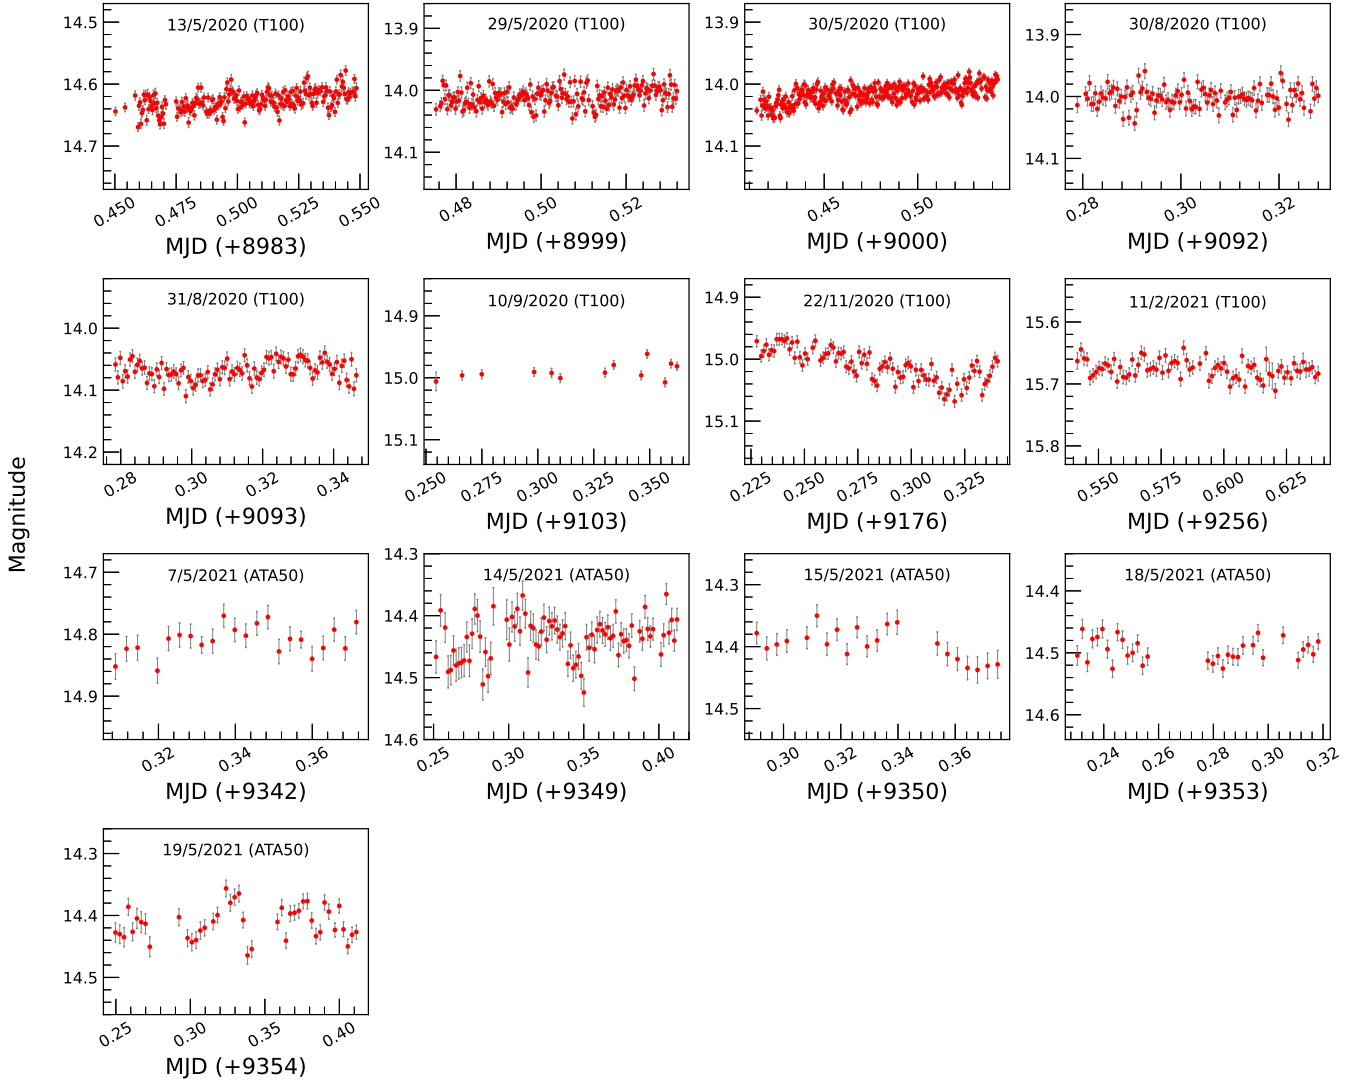 13/5/2020 (T100)
14.5
14.6
14.7
0.450 0.475 0.500 0.525 0.550
MJD (+8983)
29/5/2020 (T100)
13.9
14.0
14.1
0.48 0.50 0.52
MJD (+8999)
30/5/2020 (T100)
13.9
14.0
14.1
0.45 0.50
MJD (+9000)
30/8/2020 (T100)
13.9
14.0
14.1
0.28 0.30 0.32
MJD (+9092)
31/8/2020 (T100)
14.0
14.1
14.2
0.28 0.30 0.32 0.34
MJD (+9093)
10/9/2020 (T100)
14.9
15.0
15.1
0.250 0.275 0.300 0.325 0.350
MJD (+9103)
22/11/2020 (T100)
14.9
15.0
15.1
0.225 0.250 0.275 0.300 0.325
MJD (+9176)
11/2/2021 (T100)
15.6
15.7
15.8
0.550 0.575 0.600 0.625
MJD (+9256)
Magnitude
7/5/2021 (ATA50)
14.7
14.8
14.9
0.32 0.34 0.36
MJD (+9342)
14/5/2021 (ATA50)
14.3
14.4
14.5
14.6
0.25 0.30 0.35 0.40
MJD (+9349)
15/5/2021 (ATA50)
14.3
14.4
14.5
0.30 0.32 0.34 0.36
MJD (+9350)
18/5/2021 (ATA50)
14.4
14.5
14.6
0.24 0.26 0.28 0.30 0.32
MJD (+9353)
19/5/2021 (ATA50)
14.3
14.4
14.5
0.25 0.30 0.35 0.40
MJD (+9354)